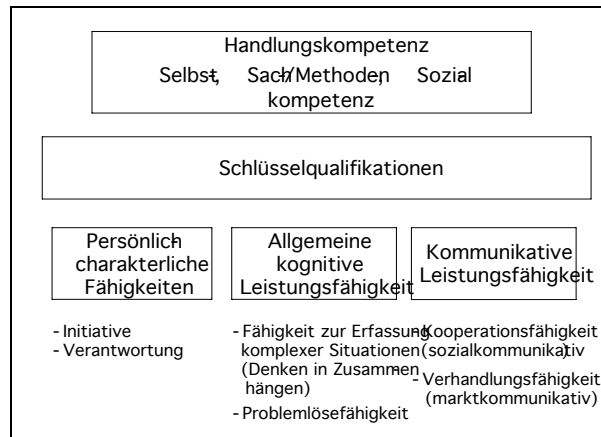 Handlungskompetenz
Selbst-, Sach-/Methoden-, Sozial-
kompetenz
Schlüsselqualifikationen
Persönlich-
charakterliche
Fähigkeiten
Allgemeine
kognitive
Leistungsfähigkeit
Kommunikative
Leistungsfähigkeit
- Initiative
- Verantwortung
- Fähigkeit zur Erfassung
komplexer Situationen
(Denken in Zusammen-
hängen)
- Problemlösefähigkeit
- Kooperationsfähigkeit
(sozialkommunikativ)
- Verhandlungsfähigkeit
(marktkommunikativ)